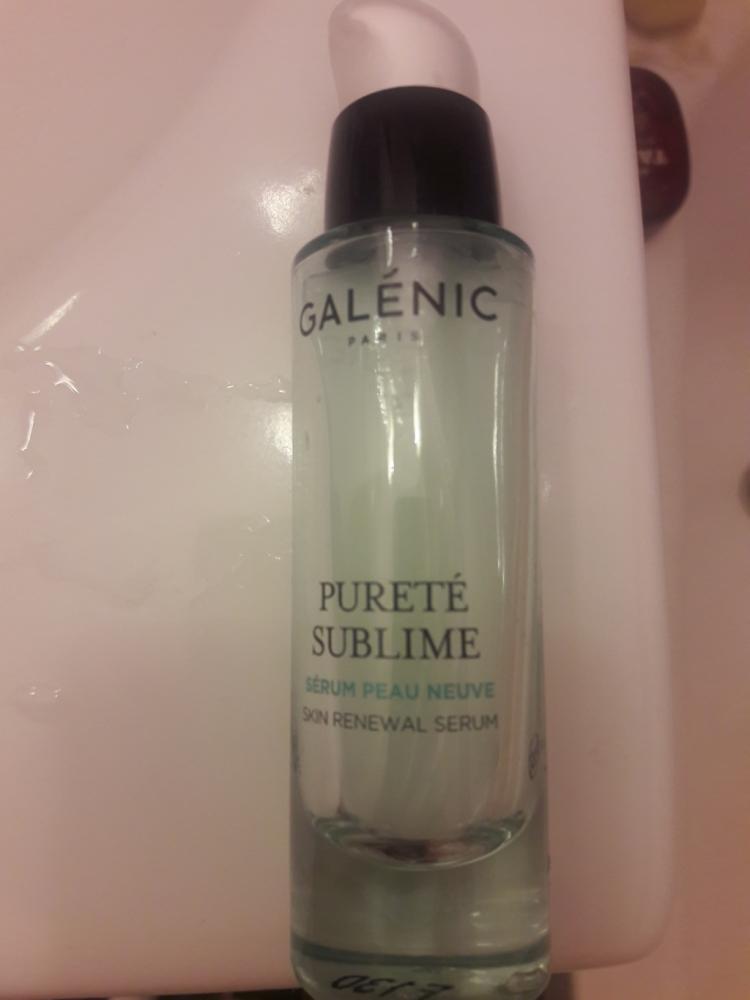 GALÉNIC
PARIS
PURETÉ
SUBLIME
SÉRUM PEAU NEUVE
SKIN RENEWAL SERUM